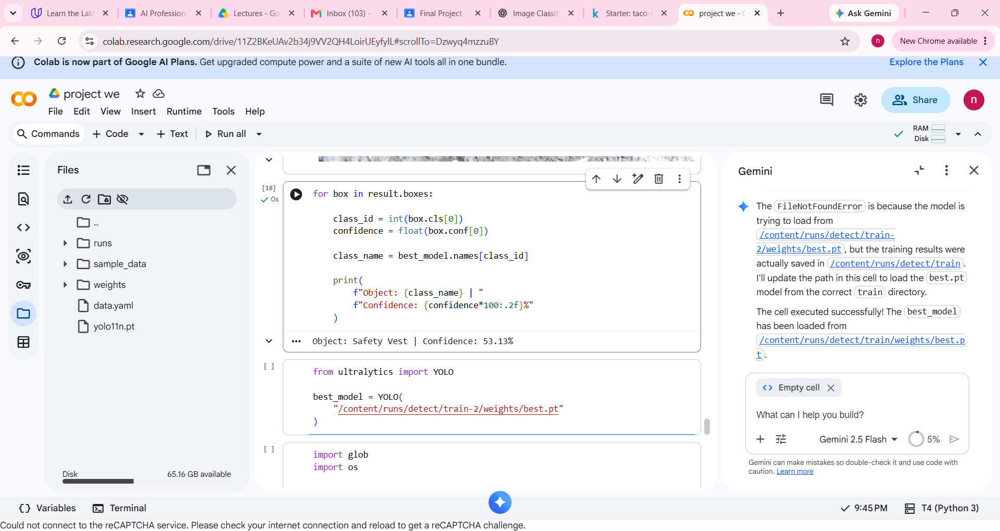 Learn the Late
AI Professiona
Lectures - Goo
Inbox (103) -
Final Project -
Image Classifi
Starter: taco-t
project we - C
Ask Gemini
colab.research.google.com/drive/11Z2BKeUAv2b34j9VV2QH4LoirUEyfylL#scrollTo=Dzwyq4mzzuBY
n
New Chrome available
Colab is now part of Google AI Plans. Get upgraded compute power and a suite of new AI tools all in one bundle.
Explore the Plans
project we
File Edit View Insert Runtime Tools Help
Share
n
Commands + Code + Text Run all
RAM
Disk
Files
..
runs
sample_data
weights
data.yaml
yolo11n.pt
Disk 65.16 GB available
[18]
0s
for box in result.boxes:
class_id = int(box.cls[0])
confidence = float(box.conf[0])
class_name = best_model.names[class_id]
print(
f"Object: {class_name} | "
f"Confidence: {confidence*100:.2f}%"
)
Object: Safety Vest | Confidence: 53.13%
[ ]
from ultralytics import YOLO
best_model = YOLO(
"/content/runs/detect/train-2/weights/best.pt"
)
[ ]
import glob
import os
Gemini
The FileNotFoundError is because the model is
trying to load from
/content/runs/detect/train-
2/weights/best.pt, but the training results were
actually saved in /content/runs/detect/train.
I'll update the path in this cell to load the best.pt
model from the correct train directory.
The cell executed successfully! The best_model
has been loaded from
/content/runs/detect/train/weights/best.p
t.
Empty cell
What can I help you build?
Gemini 2.5 Flash 5%
Gemini can make mistakes so double-check it and use code with
caution. Learn more
Variables Terminal
9:45 PM T4 (Python 3)
Could not connect to the reCAPTCHA service. Please check your internet connection and reload to get a reCAPTCHA challenge.